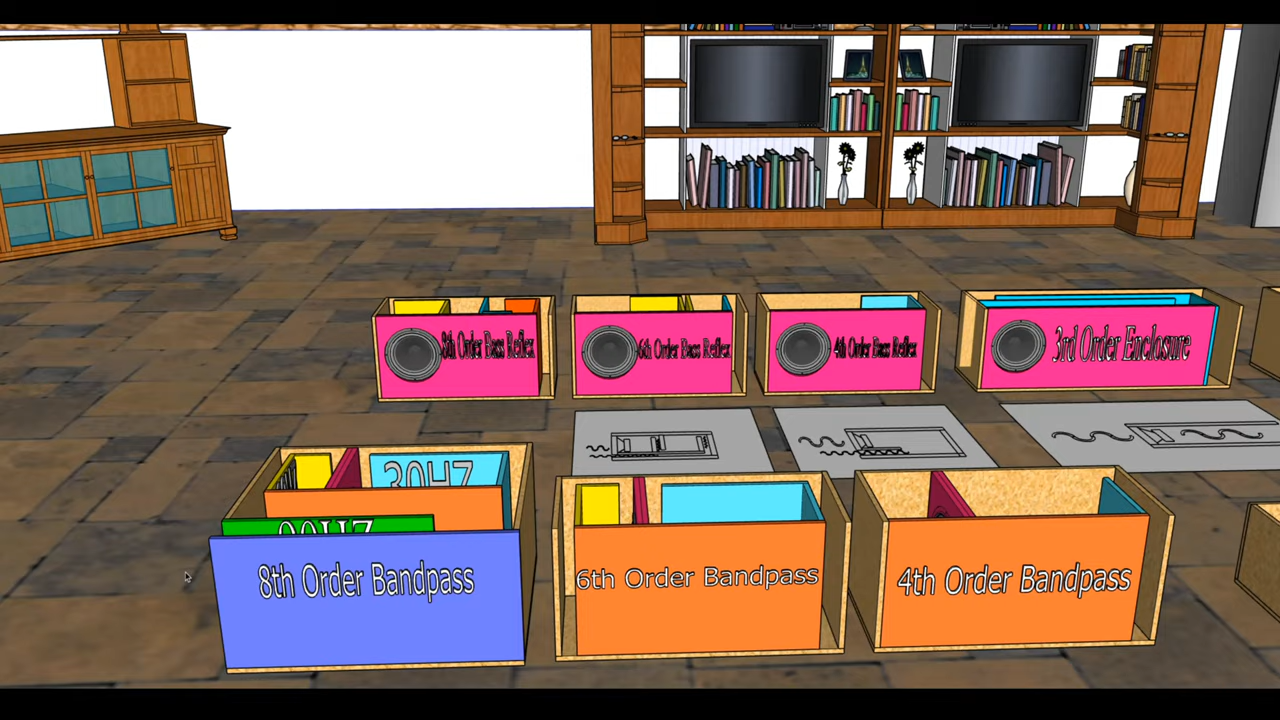 8th Order Bass Reflex
6th Order Bass Reflex
4th Order Bass Reflex
3rd Order Enclosure
30HZ
8th Order Bandpass
6th Order Bandpass
4th Order Bandpass